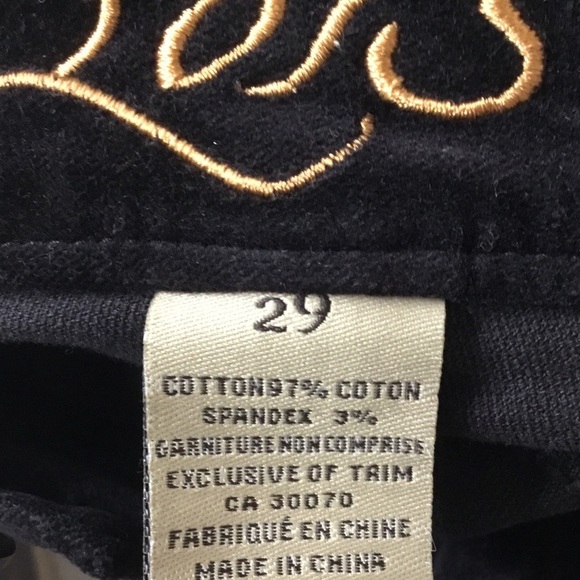 Lois
29
COTTON97% COTON
SPANDEX 3%
GARNITURE NON COMPRISE
EXCLUSIVE OF TRIM
CA 30070
FABRIQUÉ EN CHINE
MADE IN CHINA